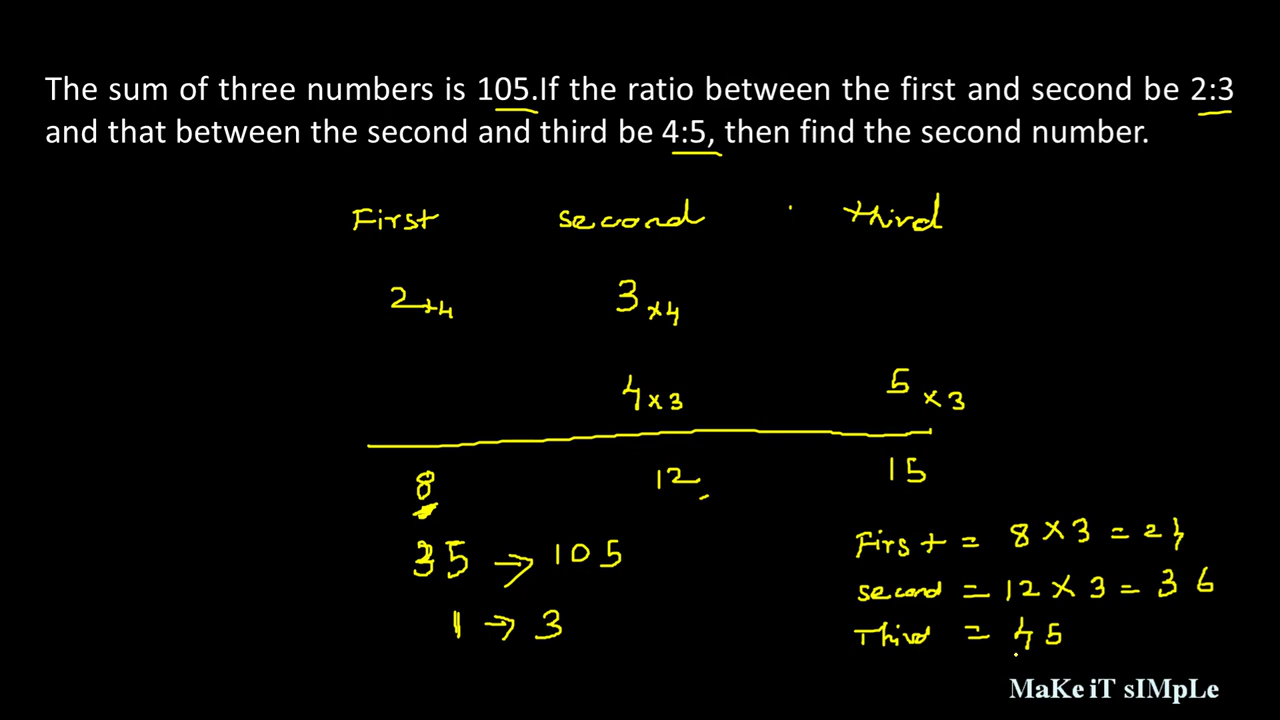 The sum of three numbers is 105.If the ratio between the first and second be 2:3
and that between the second and third be 4:5, then find the second number.
First second third
2×4 3×4
4×3 5×3
8 12 15
35 → 105
1 → 3
First = 8×3 = 24
second = 12×3 = 36
Third = 45
MaKe iT sIMpLe